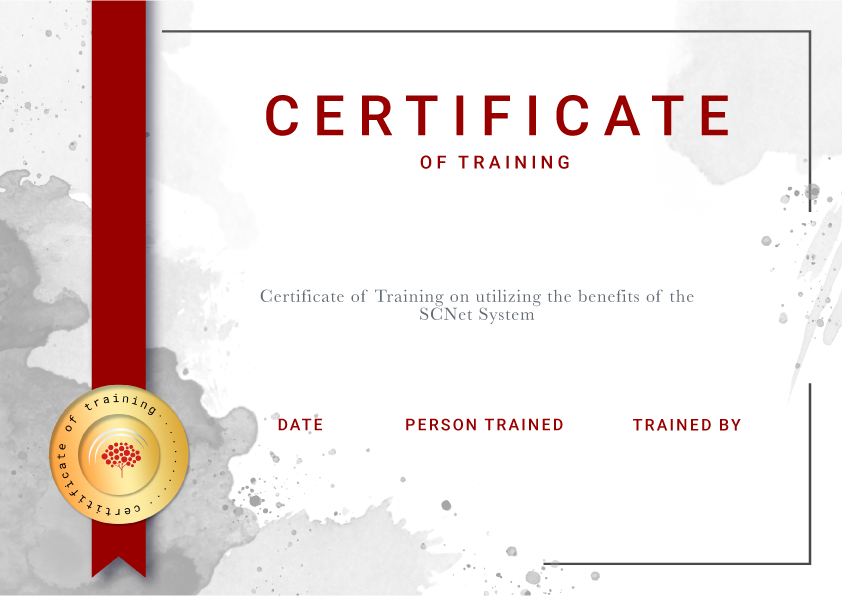 CERTIFICATE
OF TRAINING
Certificate of Training on utilizing the benefits of the
SCNet System
DATE PERSON TRAINED TRAINED BY
certificate of training